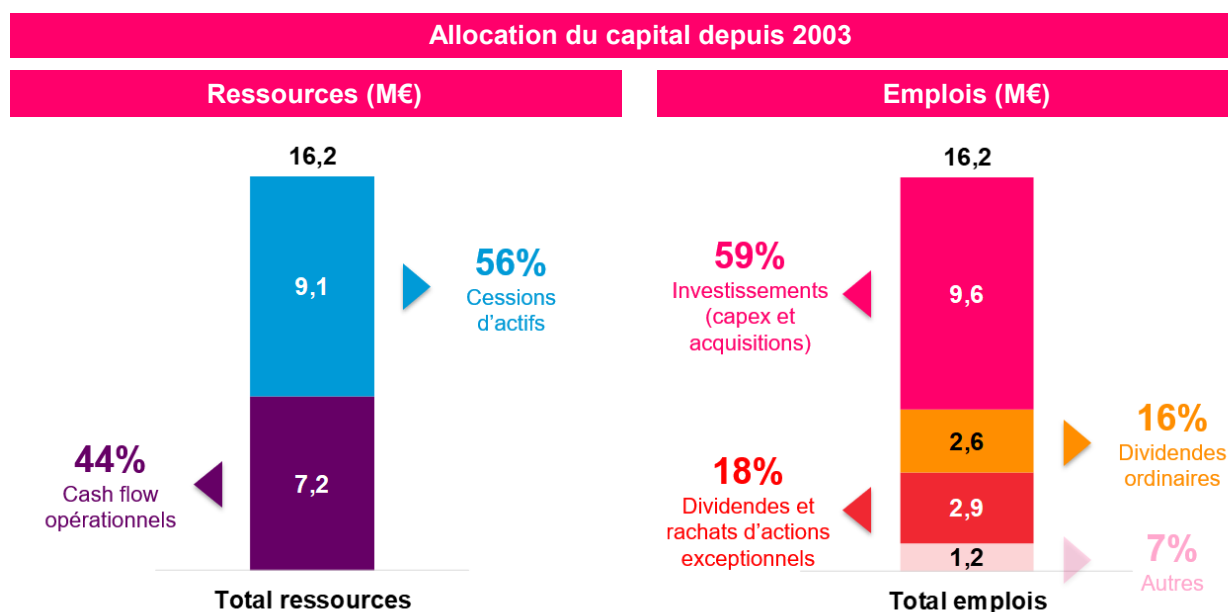 Allocation du capital depuis 2003
Ressources (M€)
16,2
9,1
56%
Cessions
d'actifs
7,2
44%
Cash flow
opérationnels
Total ressources
Emplois (M€)
16,2
59%
Investissements
(capex et
acquisitions)
9,6
2,6
16%
Dividendes
ordinaires
18%
Dividendes et
rachats d'actions
exceptionnels
2,9
1,2
7%
Autres
Total emplois